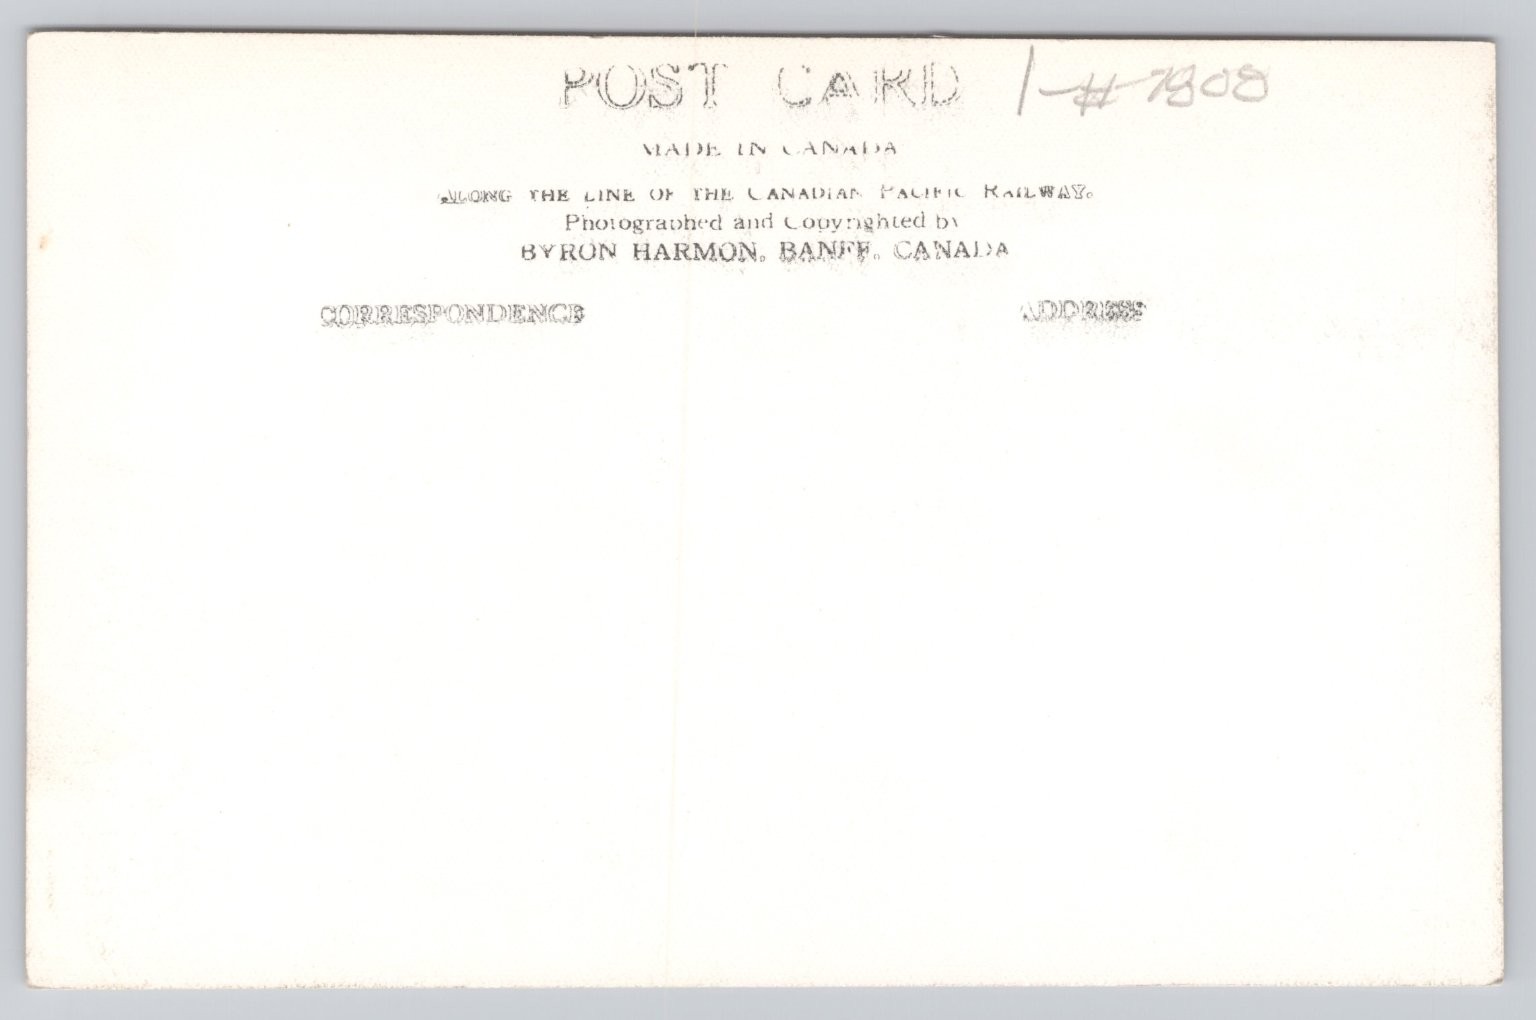 POST CARD 1-#7808
MADE IN CANADA
ALONG THE LINE OF THE CANADIAN PACIFIC RAILWAY.
Photographed and Copyrighted by
BYRON HARMON. BANFF. CANADA
CORRESPONDENCE ADDRESS